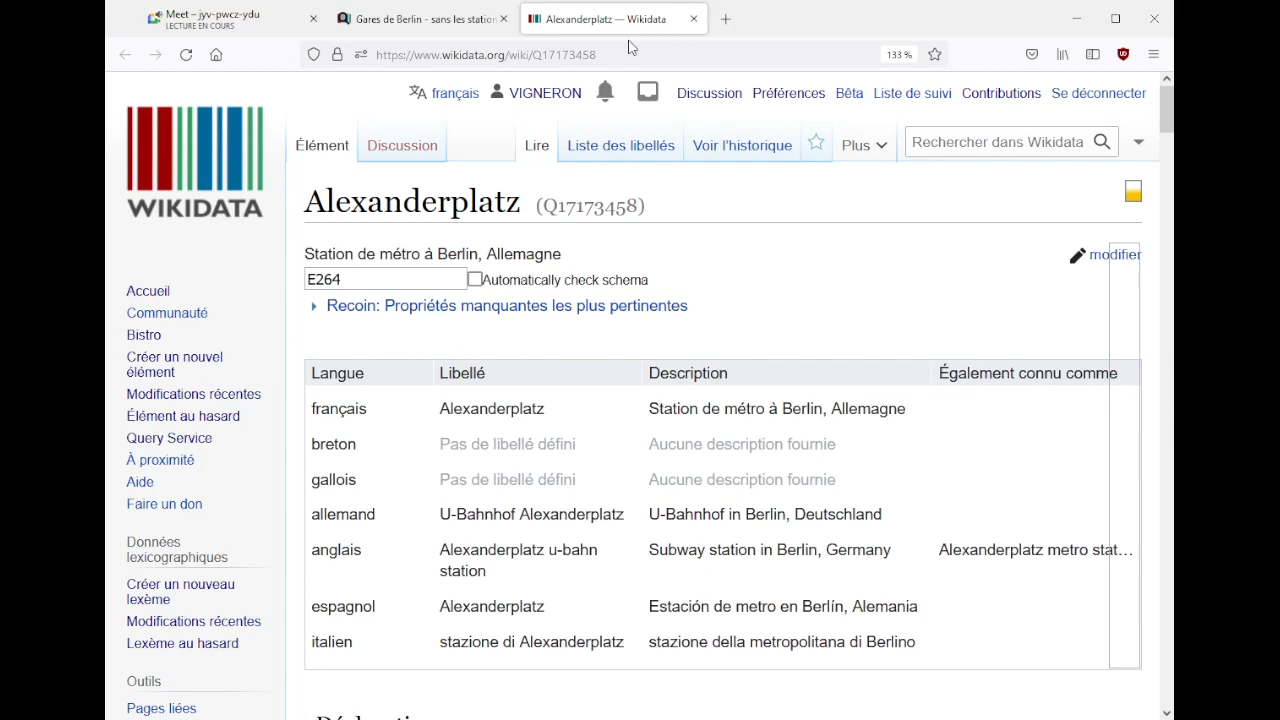 Meet – jyv-pwcz-ydu
LECTURE EN COURS
Gares de Berlin - sans les station
Alexanderplatz — Wikidata
https://www.wikidata.org/wiki/Q17173458
133 %
français
VIGNERON
Discussion
Préférences
Bêta
Liste de suivi
Contributions
Se déconnecter
Élément
Discussion
Lire
Liste des libellés
Voir l'historique
Plus
Rechercher dans Wikidata
WIKIDATA
Alexanderplatz (Q17173458)
Station de métro à Berlin, Allemagne
modifier
E264
Automatically check schema
Recoin: Propriétés manquantes les plus pertinentes
Langue Libellé Description Également connu comme
français Alexanderplatz Station de métro à Berlin, Allemagne
breton Pas de libellé défini Aucune description fournie
gallois Pas de libellé défini Aucune description fournie
allemand U-Bahnhof Alexanderplatz U-Bahnhof in Berlin, Deutschland
anglais Alexanderplatz u-bahn Subway station in Berlin, Germany Alexanderplatz metro stat…
station
espagnol Alexanderplatz Estación de metro en Berlín, Alemania
italien stazione di Alexanderplatz stazione della metropolitana di Berlino
Accueil
Communauté
Bistro
Créer un nouvel
élément
Modifications récentes
Élément au hasard
Query Service
À proximité
Aide
Faire un don
Données
lexicographiques
Créer un nouveau
lexème
Modifications récentes
Lexème au hasard
Outils
Pages liées